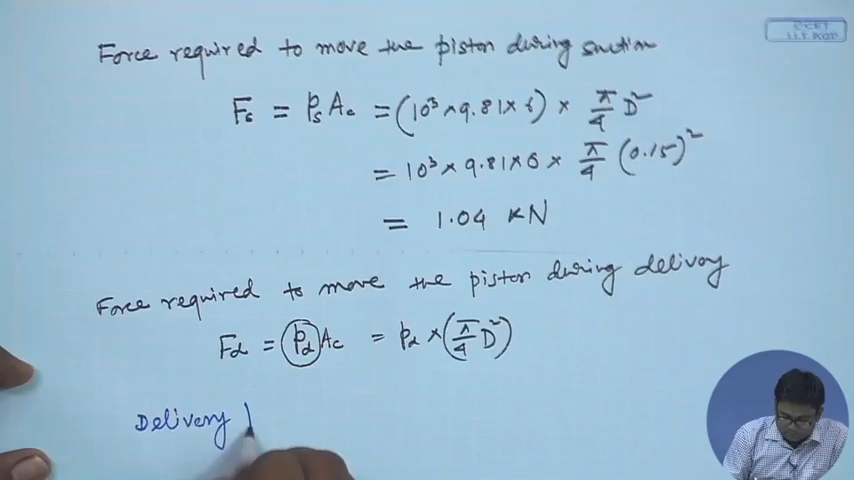 CCET
I.I.T. KGP
Force required to move the piston during suction
Fs = ps Ac = (10³ × 9.81 × 6) × π/4 D²
= 10³ × 9.81 × 6 × π/4 (0.15)²
= 1.04 KN
Force required to move the piston during delivery
Fd = pd Ac = pd × (π/4 D²)
Delivery